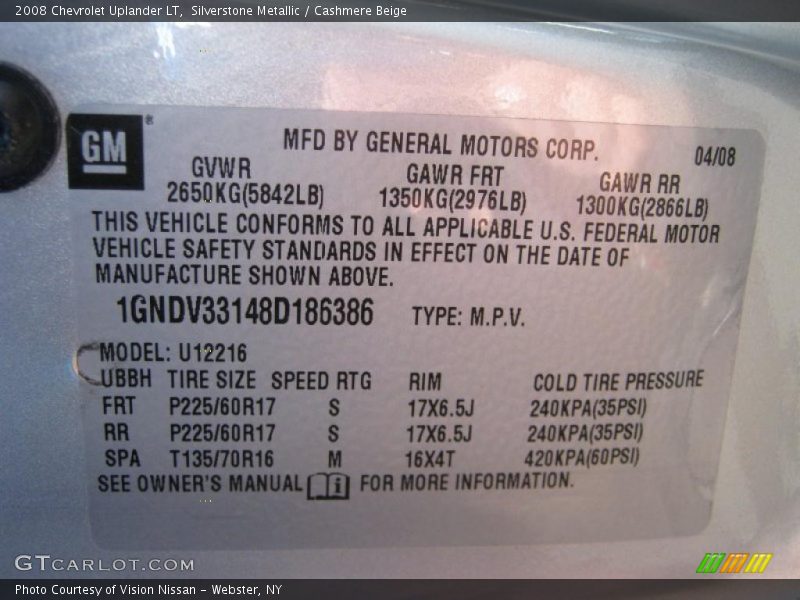 2008 Chevrolet Uplander LT, Silverstone Metallic / Cashmere Beige
GM®
MFD BY GENERAL MOTORS CORP. 04/08
GVWR GAWR FRT GAWR RR
2650KG(5842LB) 1350KG(2976LB) 1300KG(2866LB)
THIS VEHICLE CONFORMS TO ALL APPLICABLE U.S. FEDERAL MOTOR
VEHICLE SAFETY STANDARDS IN EFFECT ON THE DATE OF
MANUFACTURE SHOWN ABOVE.
1GNDV33148D186386 TYPE: M.P.V.
MODEL: U12216
UBBH TIRE SIZE SPEED RTG RIM COLD TIRE PRESSURE
FRT P225/60R17 S 17X6.5J 240KPA(35PSI)
RR P225/60R17 S 17X6.5J 240KPA(35PSI)
SPA T135/70R16 M 16X4T 420KPA(60PSI)
SEE OWNER'S MANUAL i FOR MORE INFORMATION.
GTCARLOT.COM
Photo Courtesy of Vision Nissan – Webster, NY